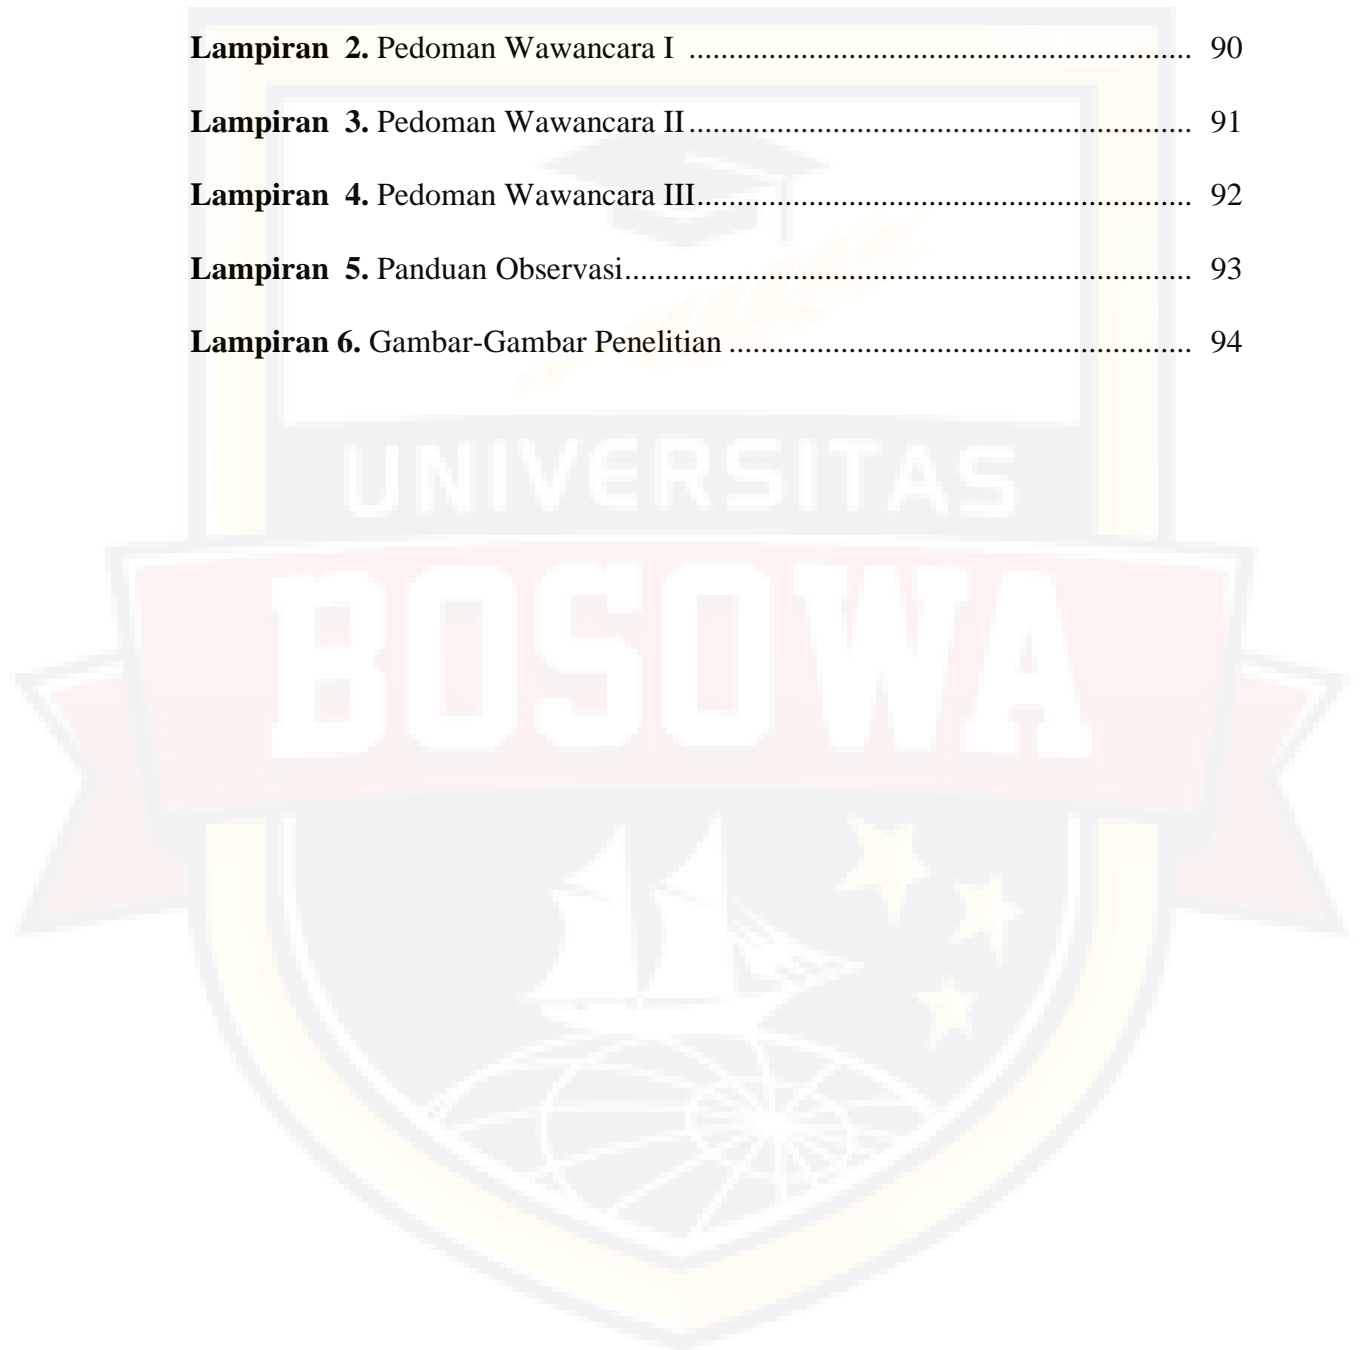 Lampiran  2. Pedoman Wawancara I  ............................................................... 90
Lampiran  3. Pedoman Wawancara II ............................................................... 91
Lampiran  4. Pedoman Wawancara III.............................................................. 92
Lampiran  5. Panduan Observasi....................................................................... 93
Lampiran 6. Gambar-Gambar Penelitian .......................................................... 94
UNIVERSITAS
BOSOWA